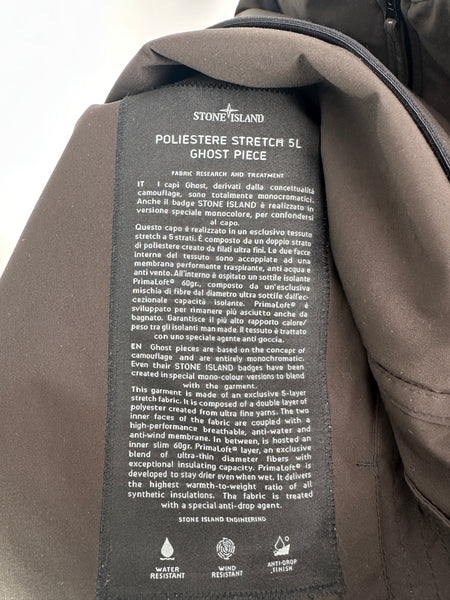 STONE ISLAND
POLIESTERE STRETCH 5L
GHOST PIECE
FABRIC RESEARCH AND TREATMENT
IT I capi Ghost, derivati dalla concettualità
camouflage, sono totalmente monocromatici.
Anche il badge STONE ISLAND è realizzato in
versione speciale monocolore, per confondersi
al capo.
Questo capo è realizzato in un esclusivo tessuto
stretch a 5 strati. È composto da un doppio strato
di poliestere creato da filati ultra fini. Le due facce
interne del tessuto sono accoppiate ad una
membrana performante traspirante, anti acqua e
anti vento. All'interno è ospitato un sottile isolante
PrimaLoft® 60gr., composto da un'esclusiva
mischia di fibre dal diametro ultra sottile dall'ec-
cezionale capacità isolante. PrimaLoft® è
sviluppato per rimanere più asciutto anche da
bagnato. Garantisce il più alto rapporto calore/
peso tra gli isolanti man made. Il tessuto è trattato
con uno speciale agente anti goccia.
EN Ghost pieces are based on the concept of
camouflage and are entirely monochromatic.
Even their STONE ISLAND badges have been
created in special mono-colour versions to blend
with the garment.
This garment is made of an exclusive 5-layer
stretch fabric. It is composed of a double layer of
polyester created from ultra fine yarns. The two
inner faces of the fabric are coupled with a
high-performance breathable, anti-water and
anti-wind membrane. In between, is hosted an
inner slim 60gr. PrimaLoft® layer, an exclusive
blend of ultra-thin diameter fibers with
exceptional insulating capacity. PrimaLoft® is
developed to stay drier even when wet. It delivers
the highest warmth-to-weight ratio of all
synthetic insulations. The fabric is treated
with a special anti-drop agent.
STONE ISLAND ENGINEERING
WATER
RESISTANT
WIND
RESISTANT
ANTI-DROP
FINISH